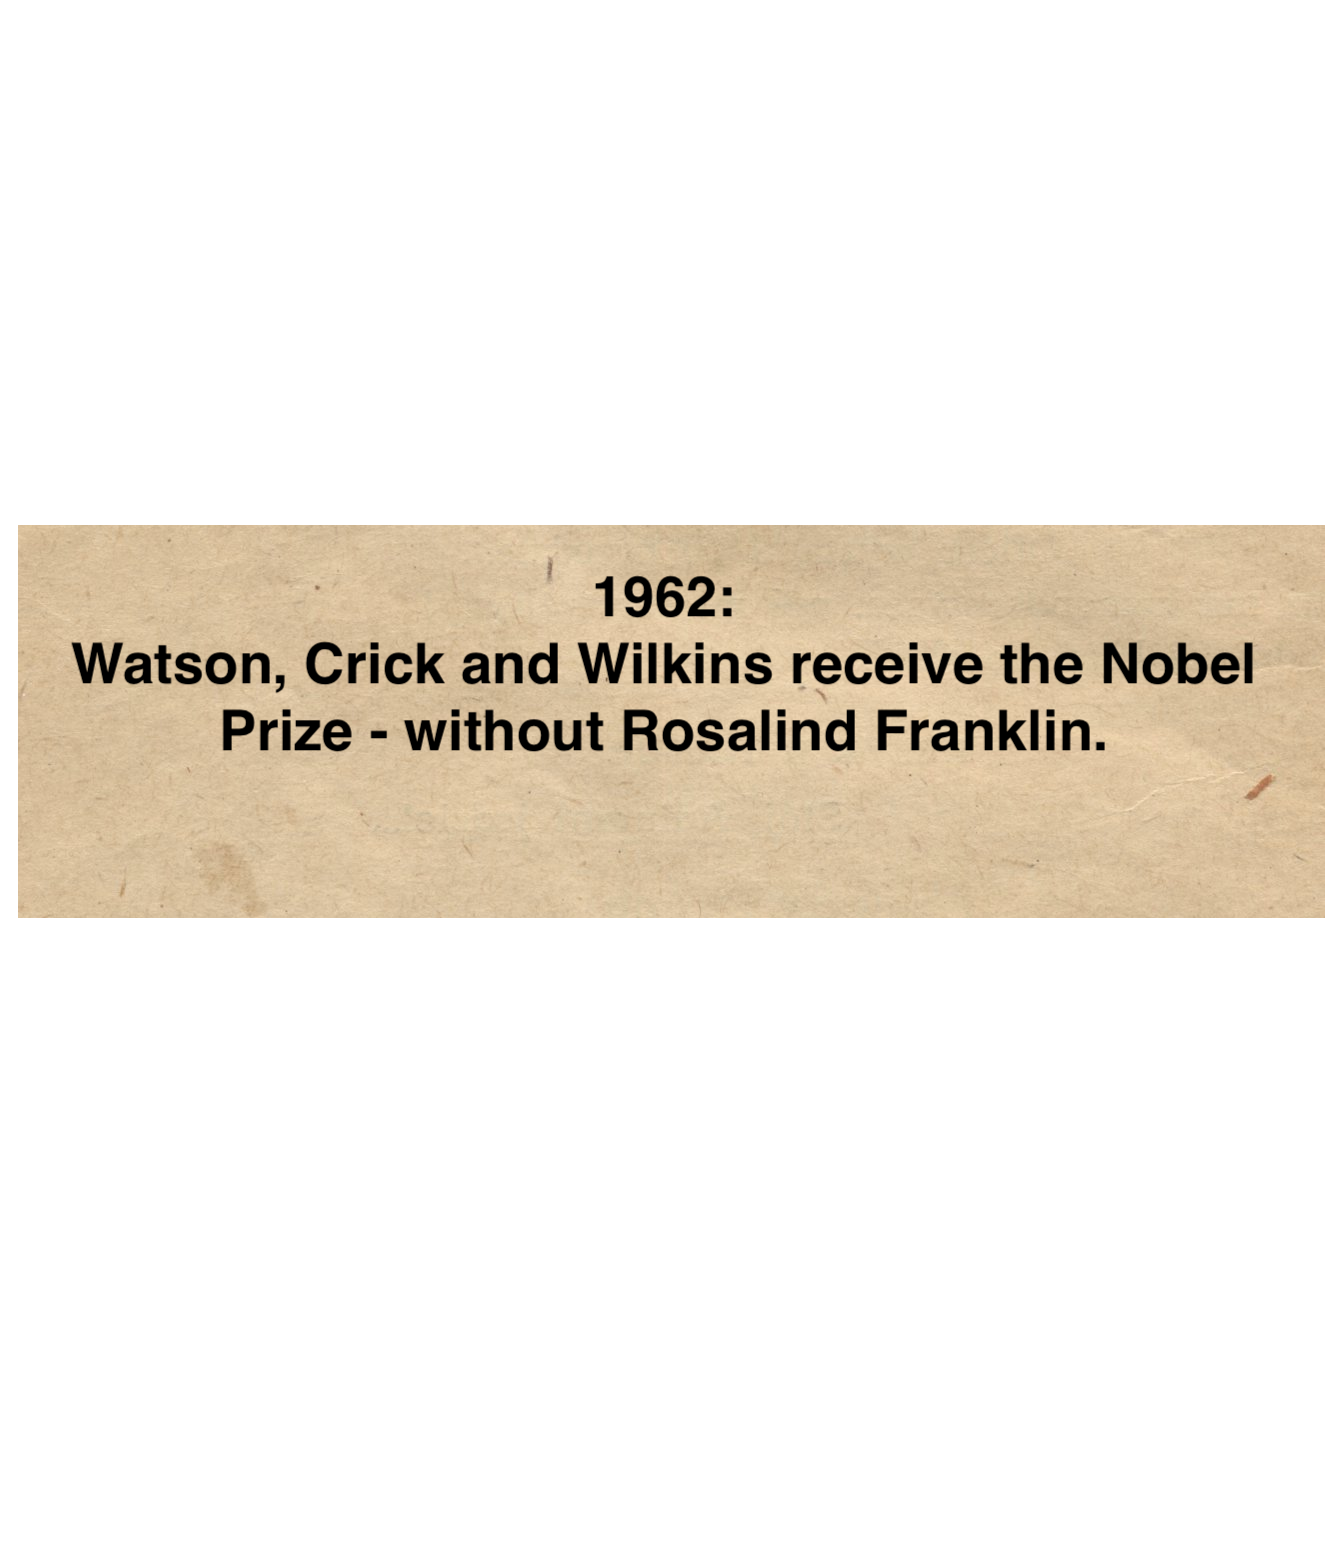 1962:
Watson, Crick and Wilkins receive the Nobel
Prize - without Rosalind Franklin.